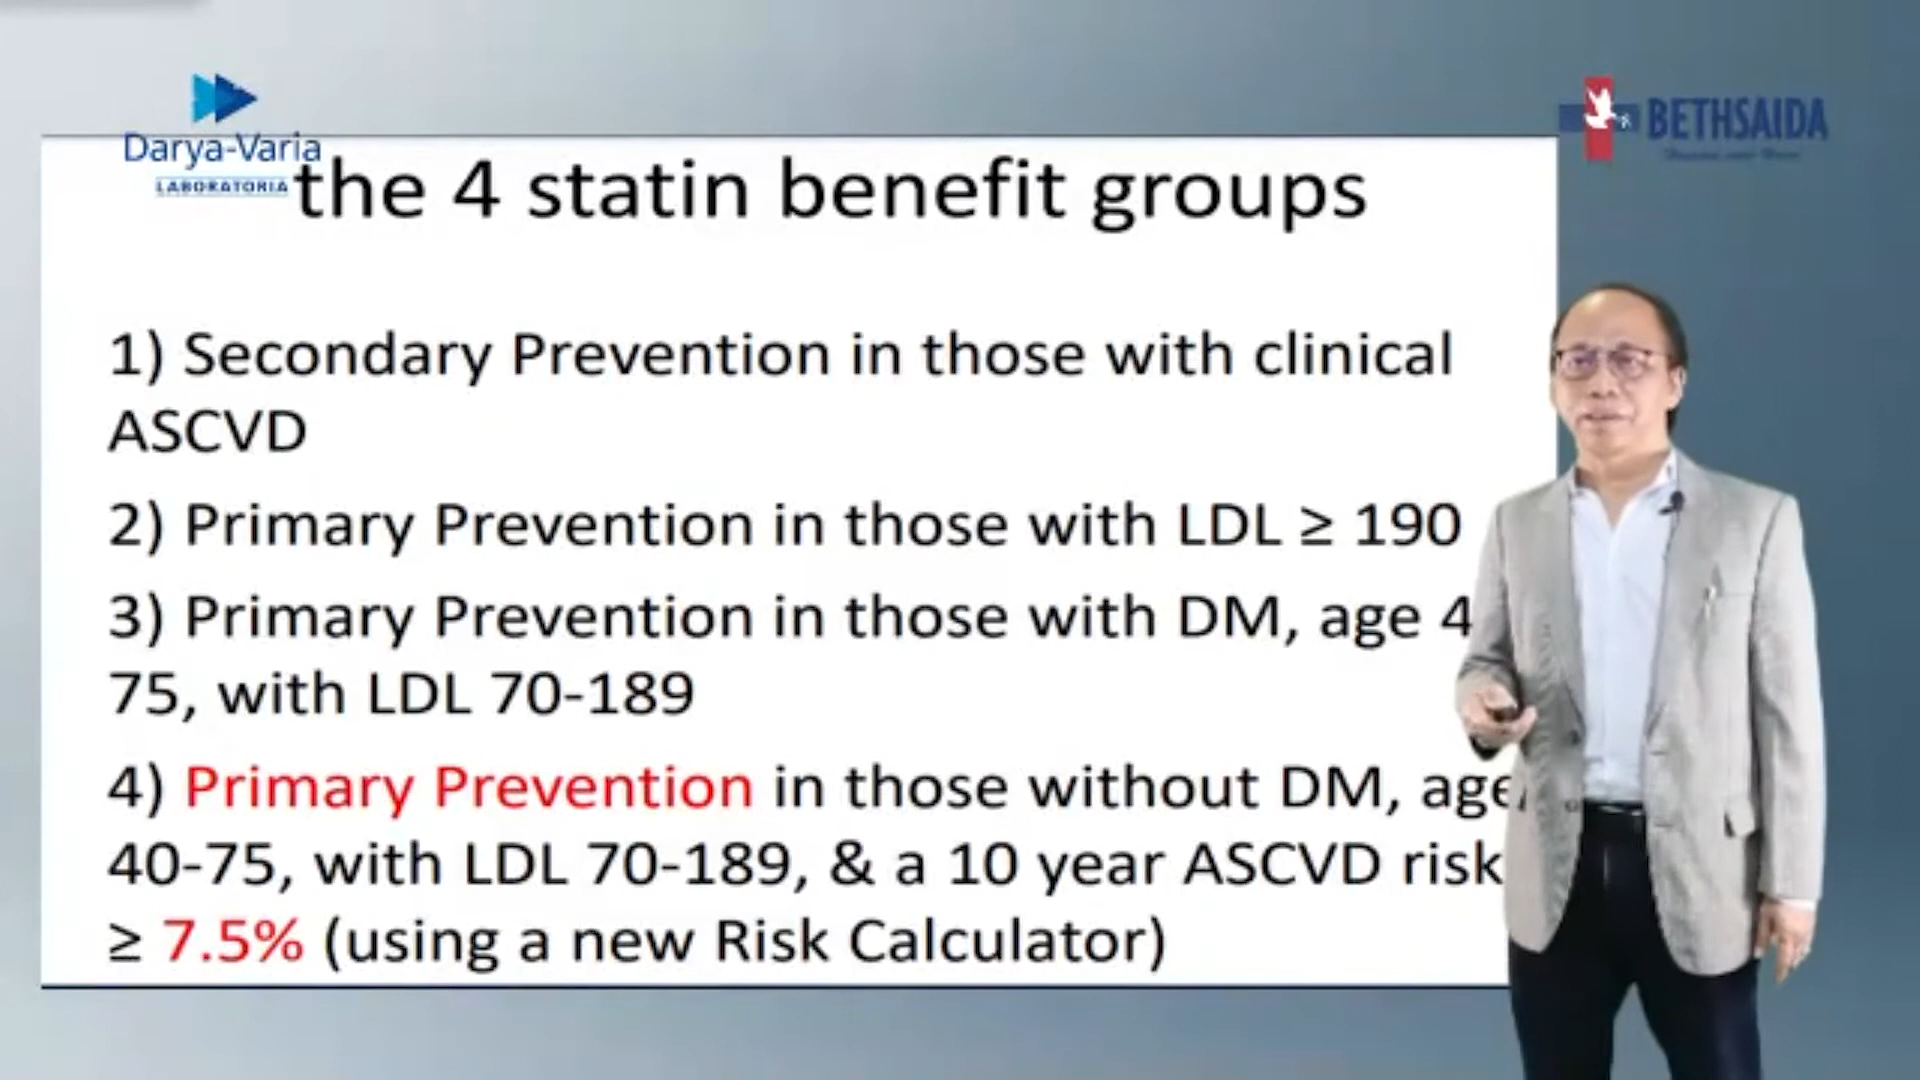 Darya-Varia
LABORATORIA
BETHSAIDA
the 4 statin benefit groups
1) Secondary Prevention in those with clinical
ASCVD
2) Primary Prevention in those with LDL ≥ 190
3) Primary Prevention in those with DM, age 4
75, with LDL 70-189
4) Primary Prevention in those without DM, age
40-75, with LDL 70-189, & a 10 year ASCVD risk
≥ 7.5% (using a new Risk Calculator)